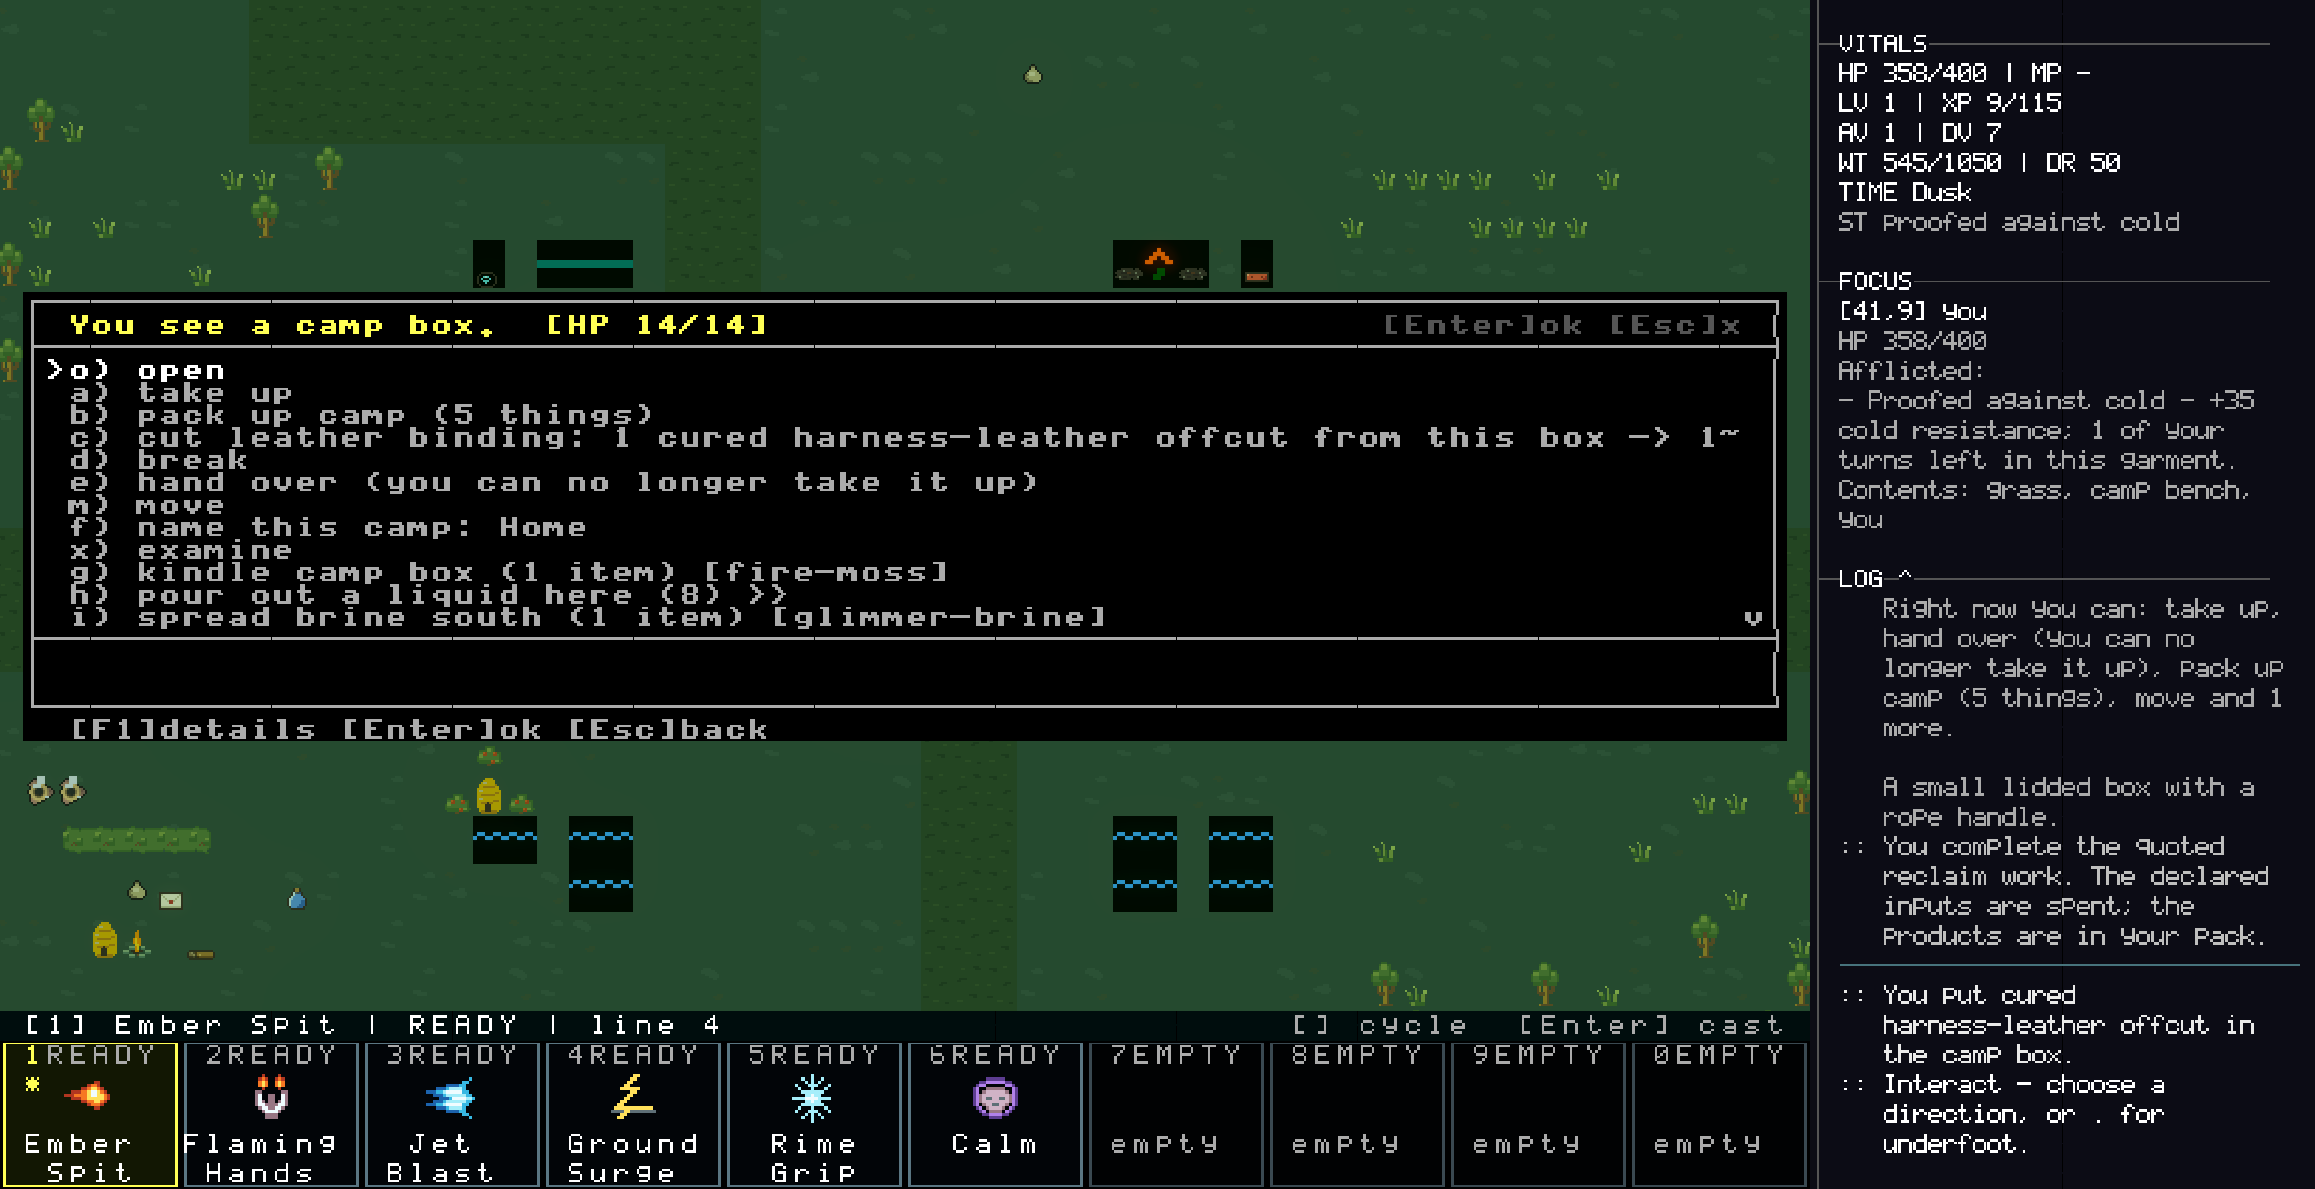 You see a camp box.  [HP 14/14]
[Enter]ok [Esc]x
>o) open
a) take up
b) pack up camp (5 things)
c) cut leather binding: 1 cured harness-leather offcut from this box -> 1~
d) break
e) hand over (you can no longer take it up)
m) move
f) name this camp: Home
x) examine
g) kindle camp box (1 item) [fire-moss]
h) pour out a liquid here (8) >>
i) spread brine south (1 item) [glimmer-brine]
v
[F1]details [Enter]ok [Esc]back
[1] Ember Spit | READY | line 4
[] cycle  [Enter] cast
1READY
*
Ember
Spit
2READY
Flaming
Hands
3READY
Jet
Blast
4READY
Ground
Surge
5READY
Rime
Grip
6READY
Calm
7EMPTY
empty
8EMPTY
empty
9EMPTY
empty
0EMPTY
empty
VITALS
HP 358/400 | MP -
LV 1 | XP 9/115
AV 1 | DV 7
WT 545/1050 | DR 50
TIME Dusk
ST Proofed against cold
FOCUS
[41,9] You
HP 358/400
Afflicted:
- Proofed against cold - +35
cold resistance; 1 of your
turns left in this garment.
Contents: grass, camp bench,
you
LOG ^
Right now you can: take up,
hand over (you can no
longer take it up), pack up
camp (5 things), move and 1
more.
A small lidded box with a
rope handle.
:: You complete the quoted
reclaim work. The declared
inputs are spent; the
products are in your pack.
:: You put cured
harness-leather offcut in
the camp box.
:: Interact - choose a
direction, or . for
underfoot.